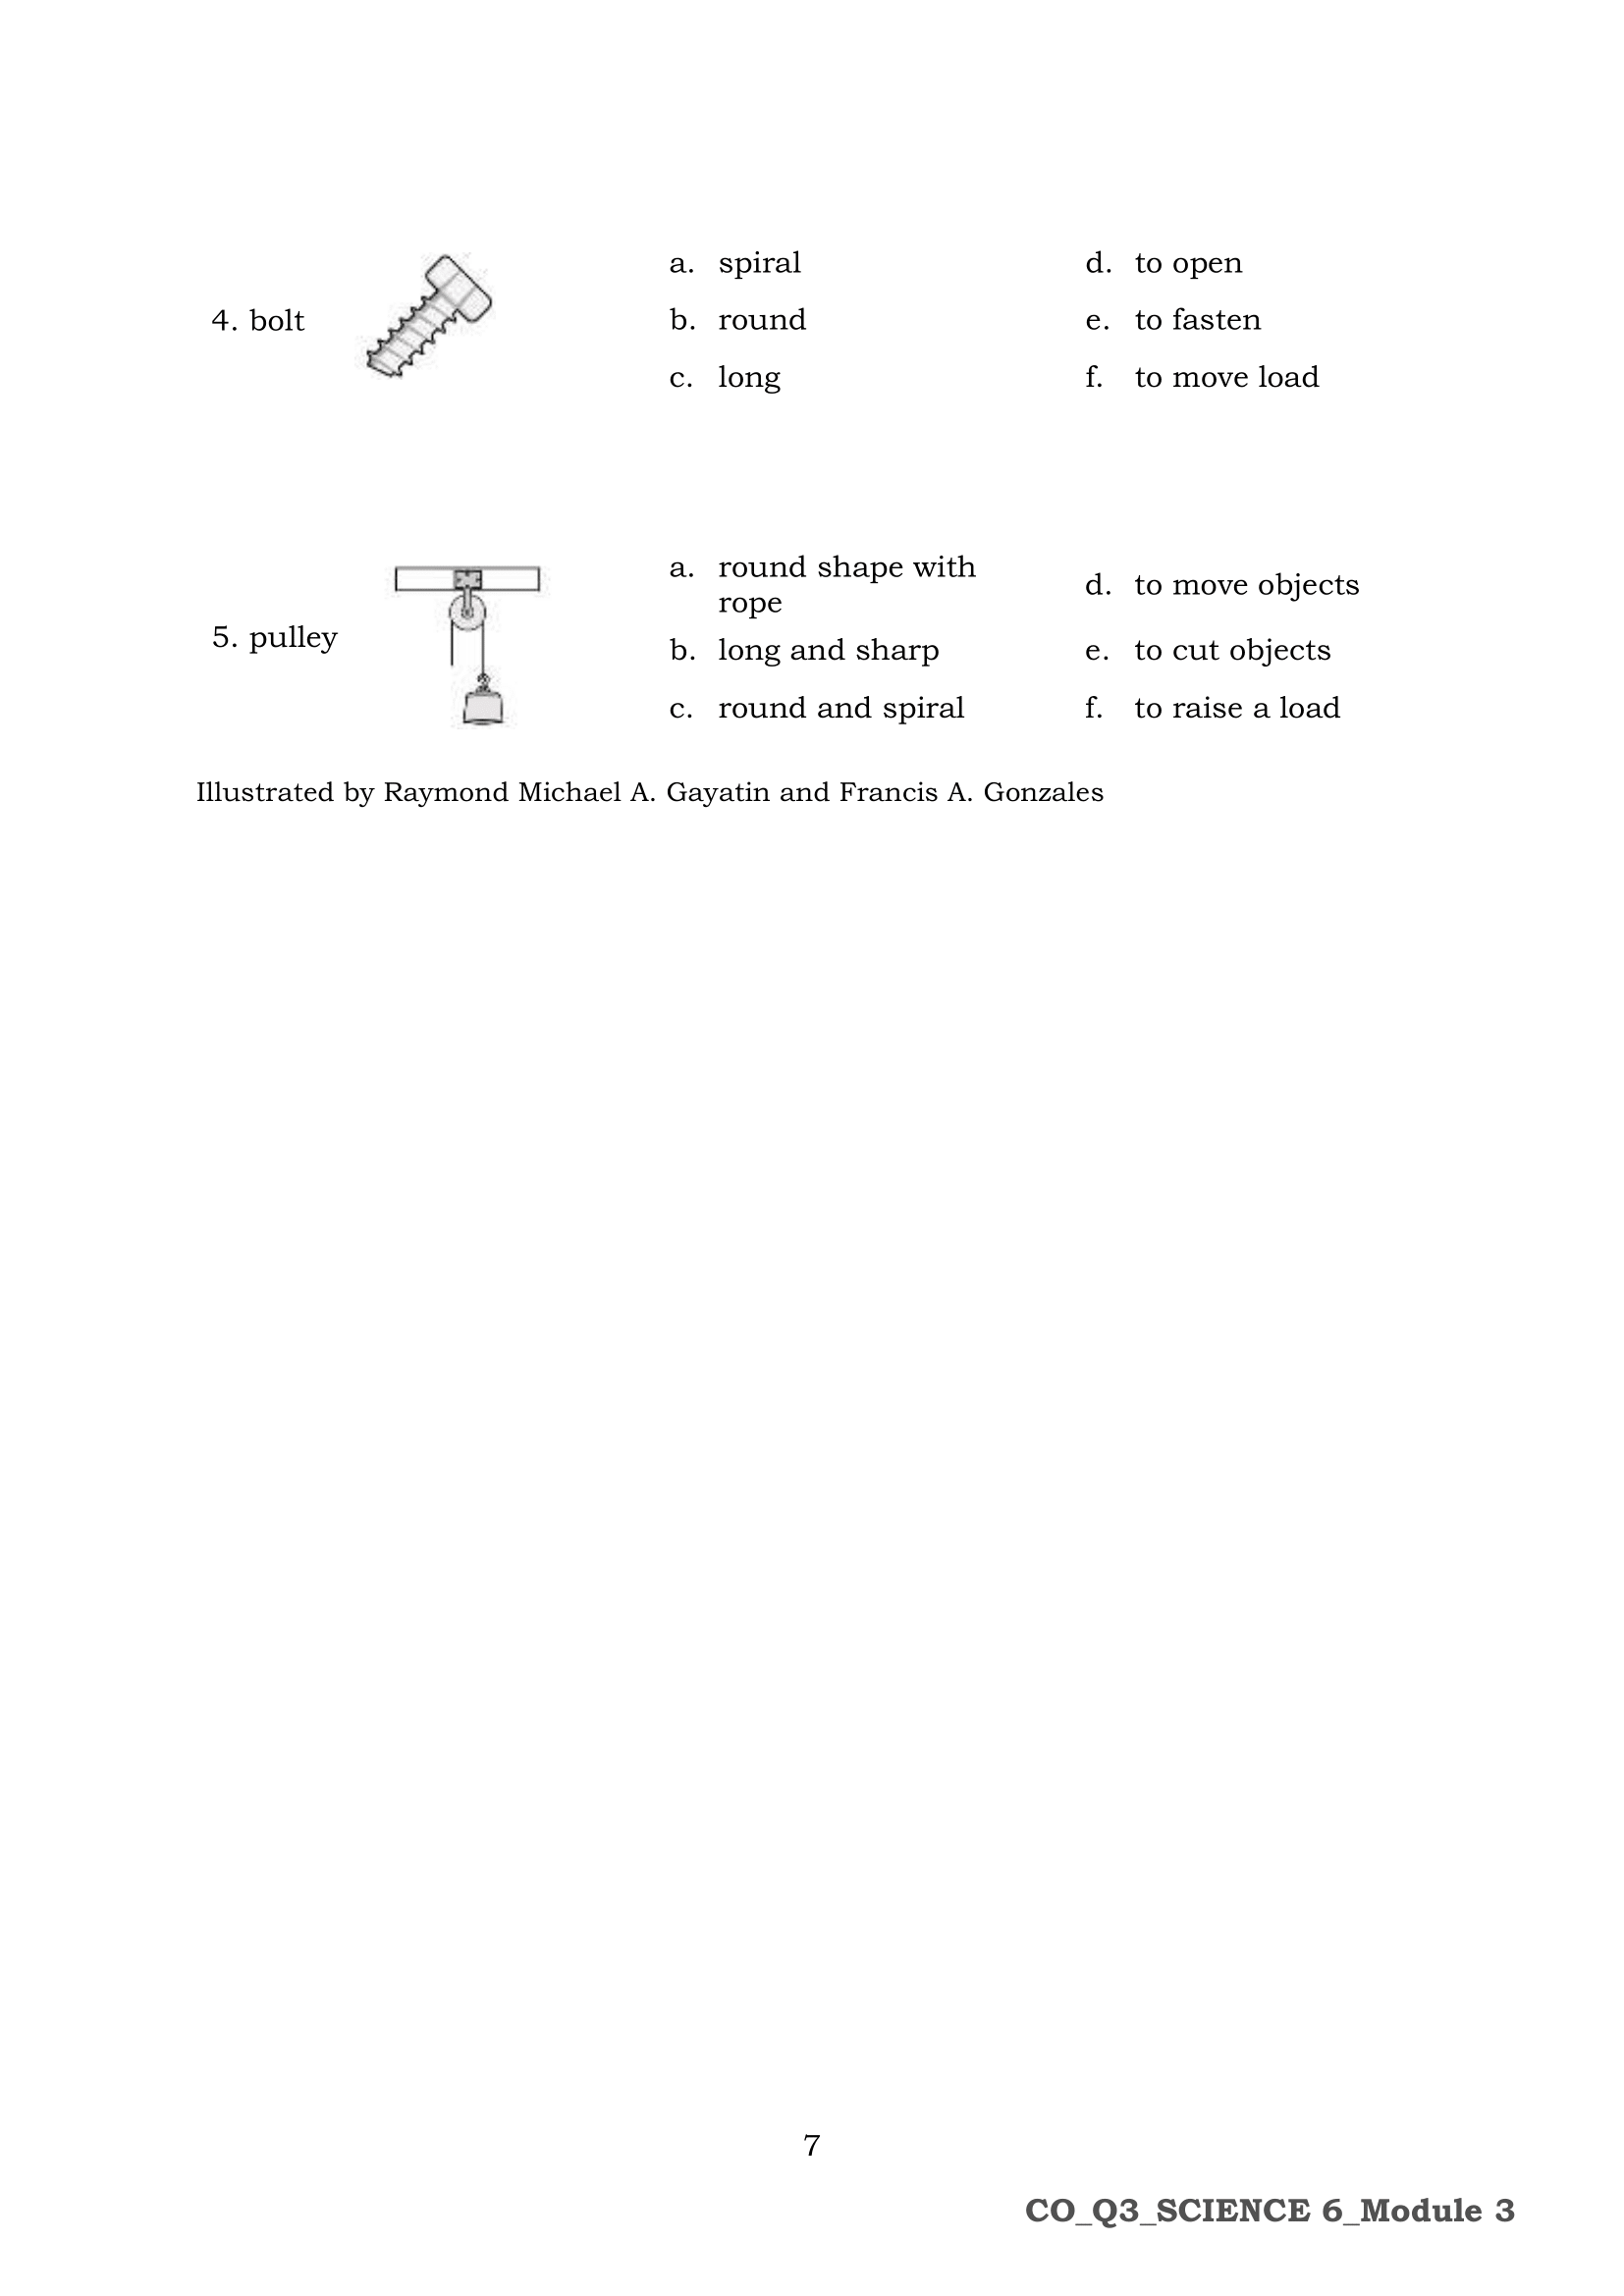 a. spiral
d. to open
4. bolt
b. round
e. to fasten
c. long
f. to move load
a. round shape with
rope
d. to move objects
5. pulley
b. long and sharp
e. to cut objects
c. round and spiral
f. to raise a load
Illustrated by Raymond Michael A. Gayatin and Francis A. Gonzales
7
CO_Q3_SCIENCE 6_Module 3